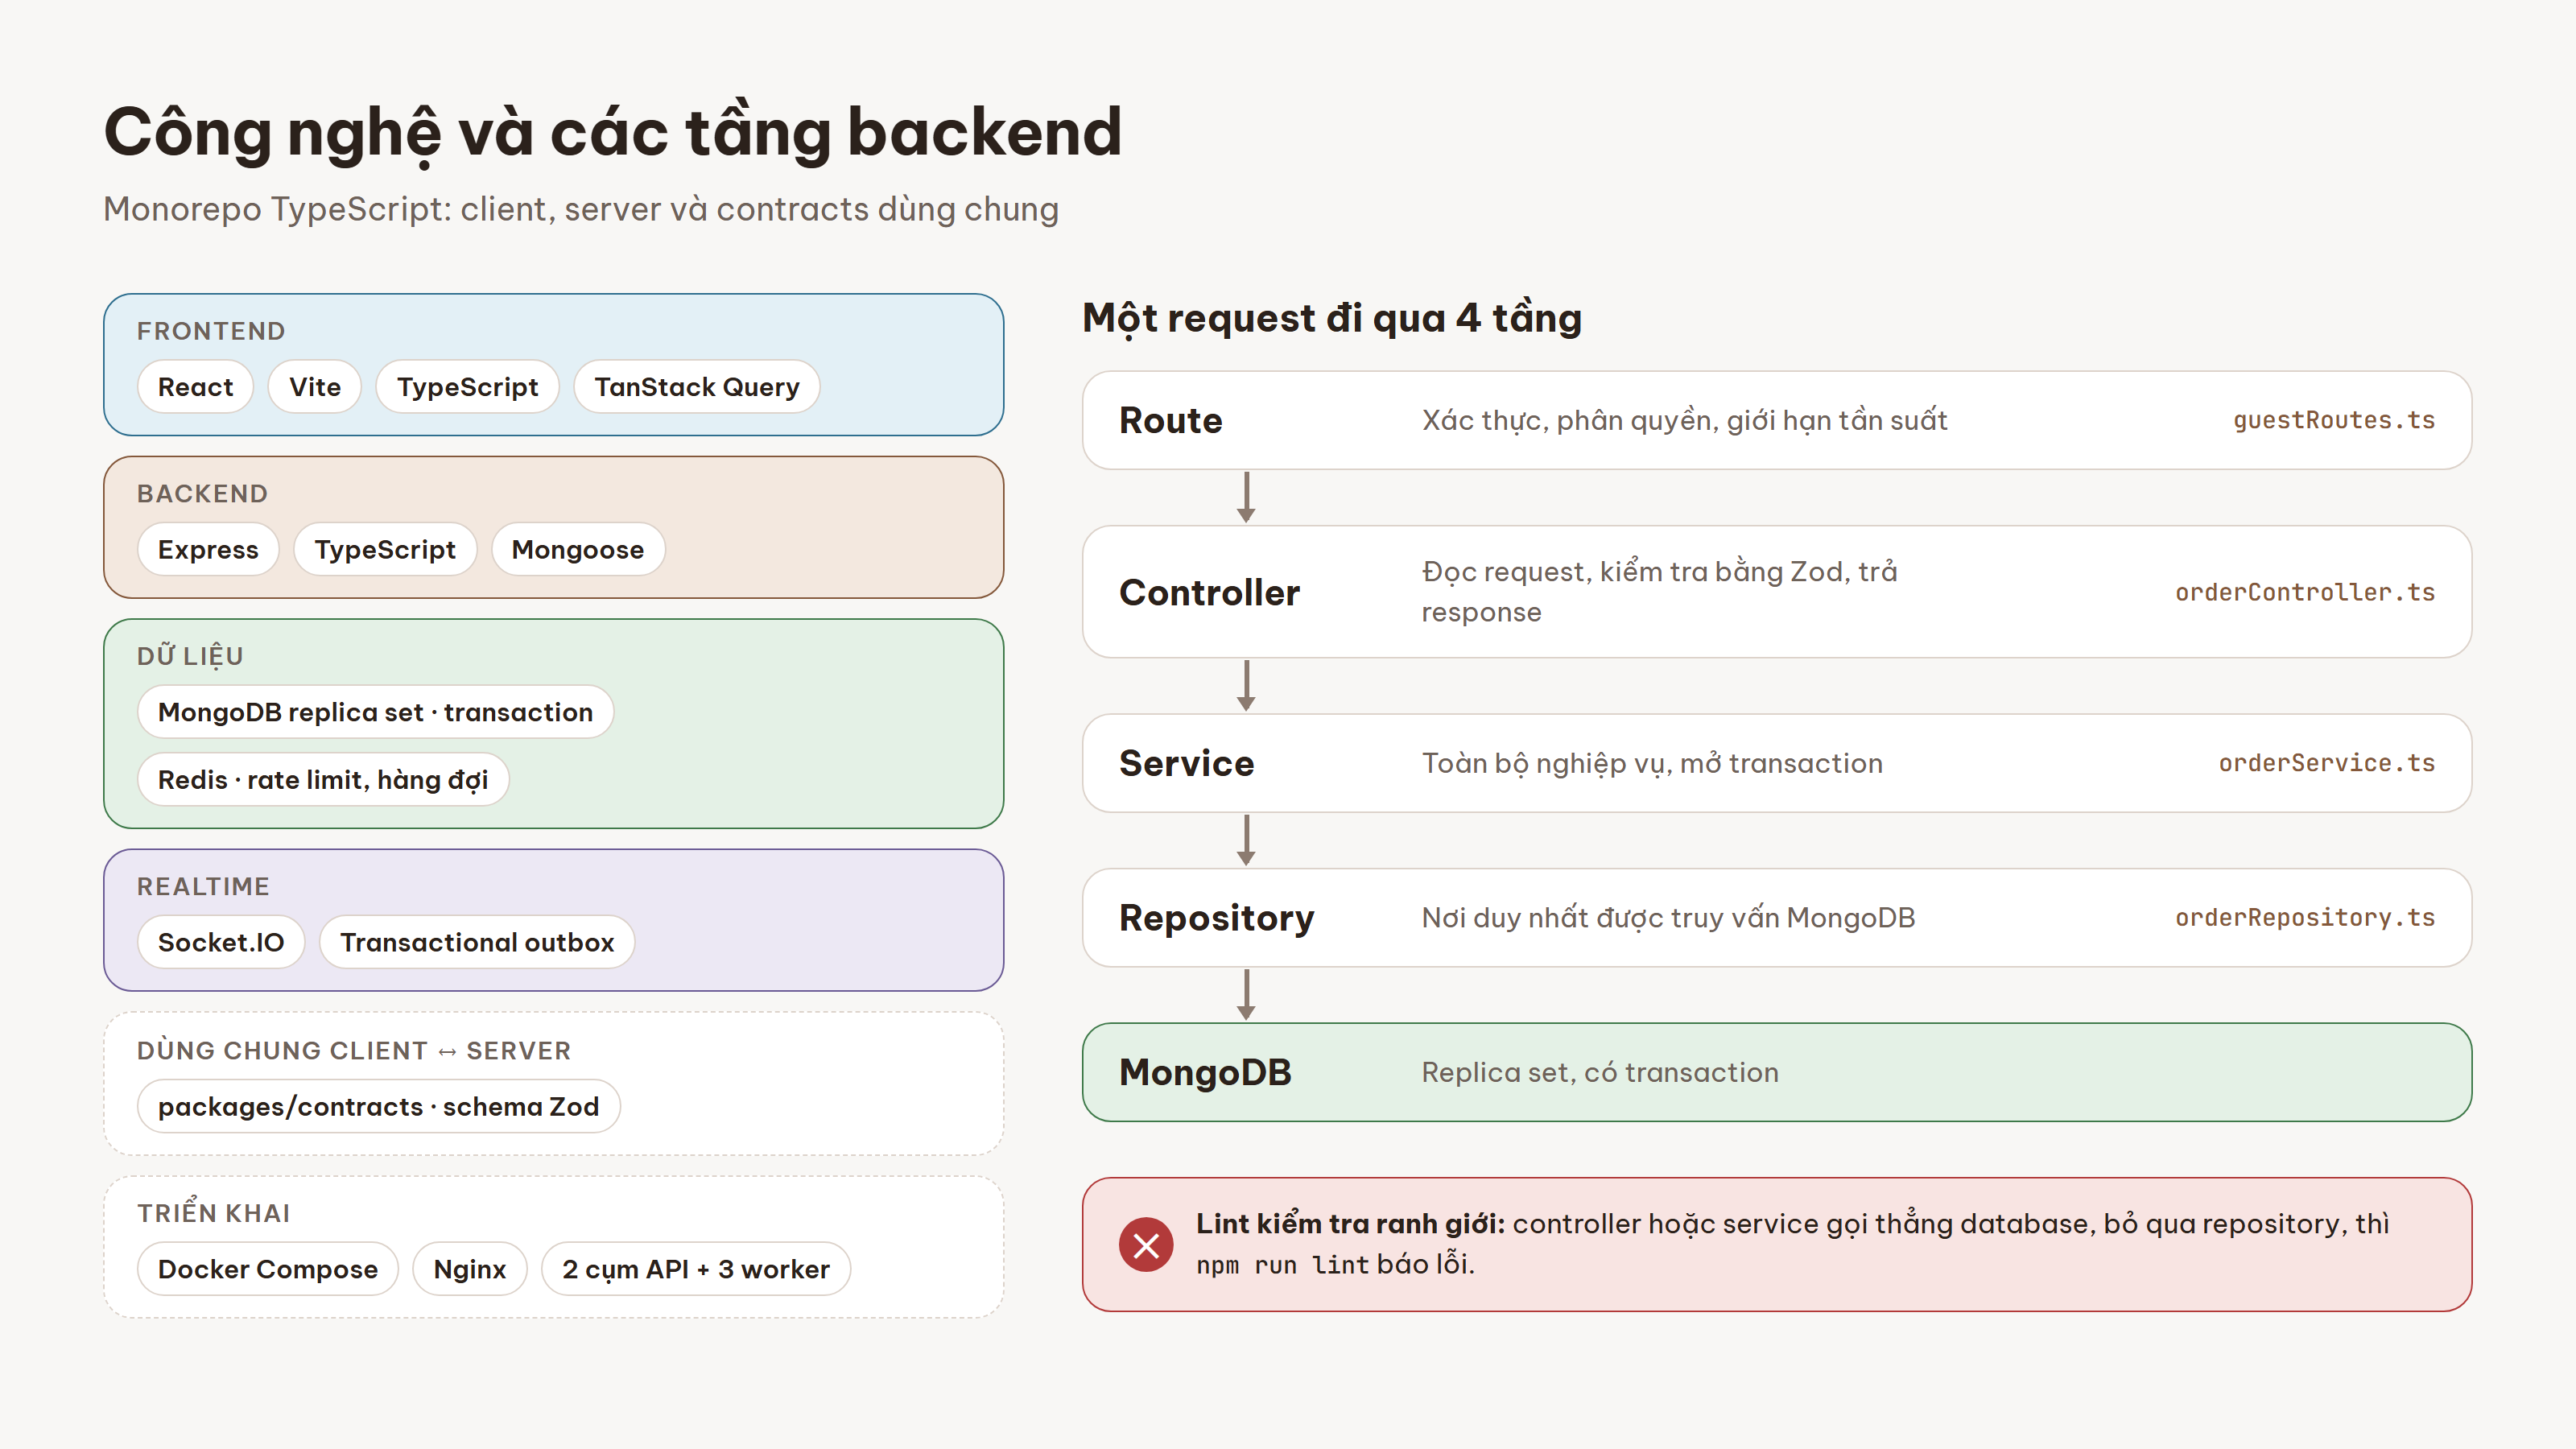 Công nghệ và các tầng backend
Monorepo TypeScript: client, server và contracts dùng chung
FRONTEND
React
Vite
TypeScript
TanStack Query
BACKEND
Express
TypeScript
Mongoose
DỮ LIỆU
MongoDB replica set · transaction
Redis · rate limit, hàng đợi
REALTIME
Socket.IO
Transactional outbox
DÙNG CHUNG CLIENT ↔ SERVER
packages/contracts · schema Zod
TRIỂN KHAI
Docker Compose
Nginx
2 cụm API + 3 worker
Một request đi qua 4 tầng
Route
Xác thực, phân quyền, giới hạn tần suất
guestRoutes.ts
Controller
Đọc request, kiểm tra bằng Zod, trả
response
orderController.ts
Service
Toàn bộ nghiệp vụ, mở transaction
orderService.ts
Repository
Nơi duy nhất được truy vấn MongoDB
orderRepository.ts
MongoDB
Replica set, có transaction
Lint kiểm tra ranh giới: controller hoặc service gọi thẳng database, bỏ qua repository, thì
npm run lint báo lỗi.